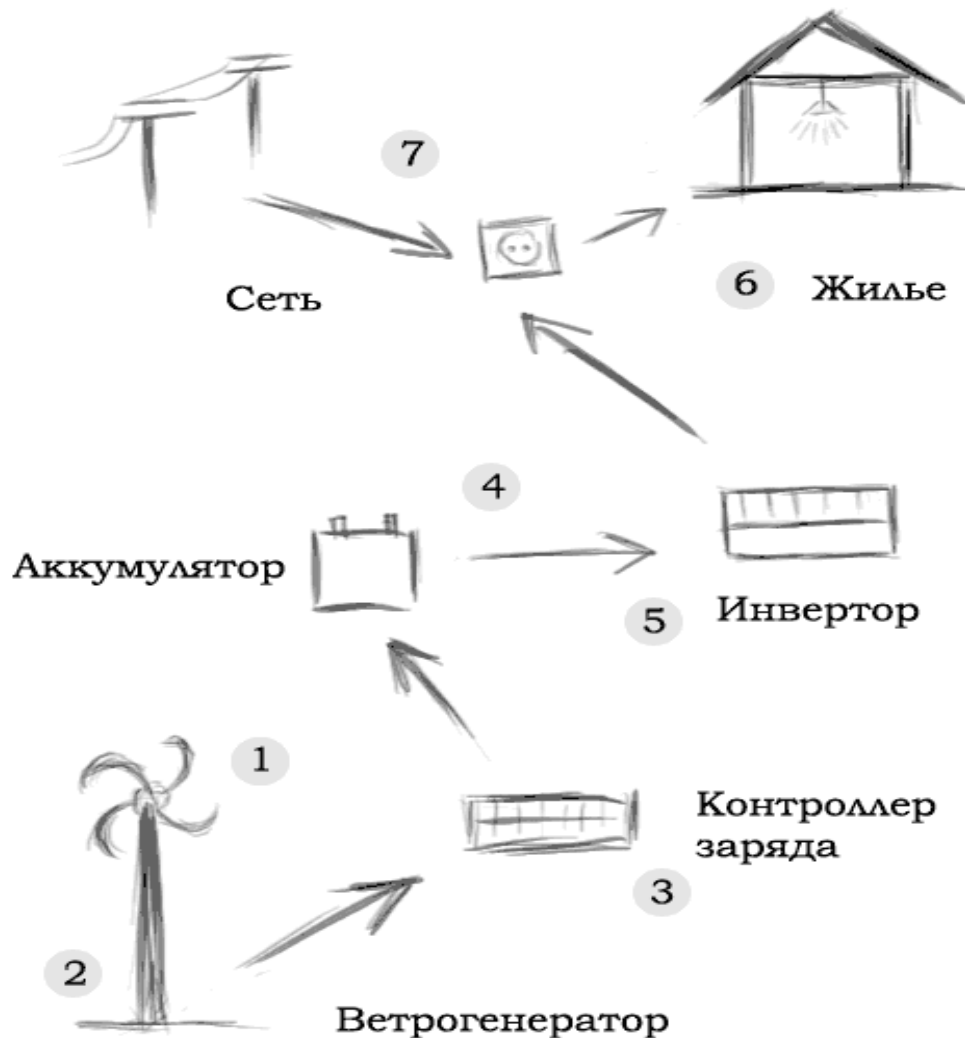 7
Сеть
6 Жилье
4
Аккумулятор
5 Инвертор
1
Контроллер
заряда
3
2
Ветрогенератор